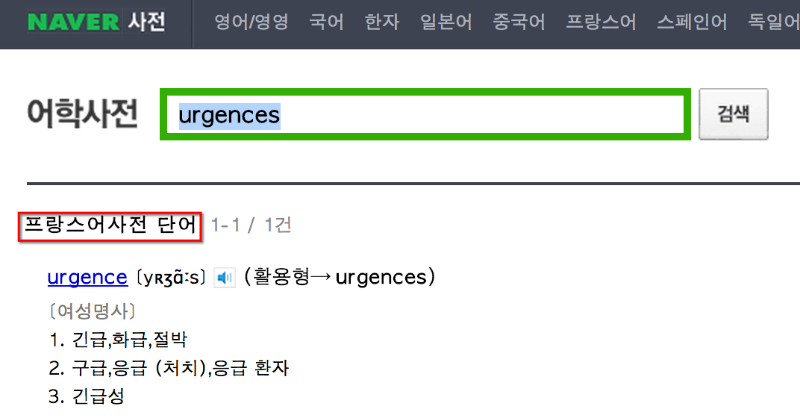 NAVER 사전 영어/영영 국어 한자 일본어 중국어 프랑스어 스페인어 독일어
어학사전 urgences 검색
프랑스어사전 단어 1-1 / 1건
urgence [yʀʒɑ̃ːs] (활용형→ urgences)
[여성명사]
1. 긴급,화급,절박
2. 구급,응급 (처치),응급 환자
3. 긴급성